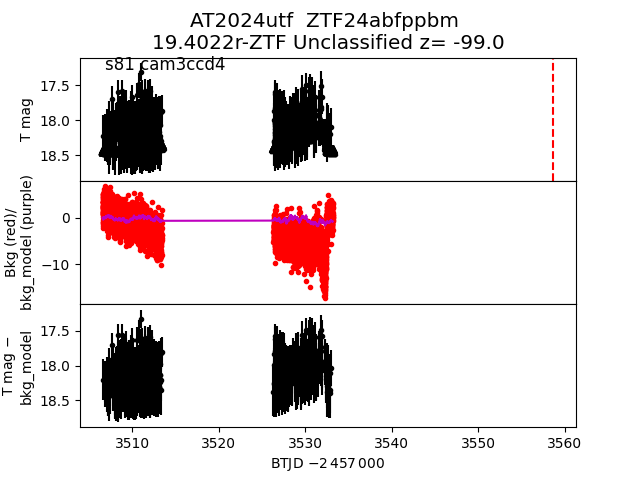 AT2024utf  ZTF24abfppbm
19.4022r-ZTF Unclassified z= -99.0
s81 cam3ccd4
17.5
18.0
18.5
T mag
0
−10
Bkg (red)/
bkg_model (purple)
17.5
18.0
18.5
T mag −
bkg_model
3510
3520
3530
3540
3550
3560
BTJD −2 457 000